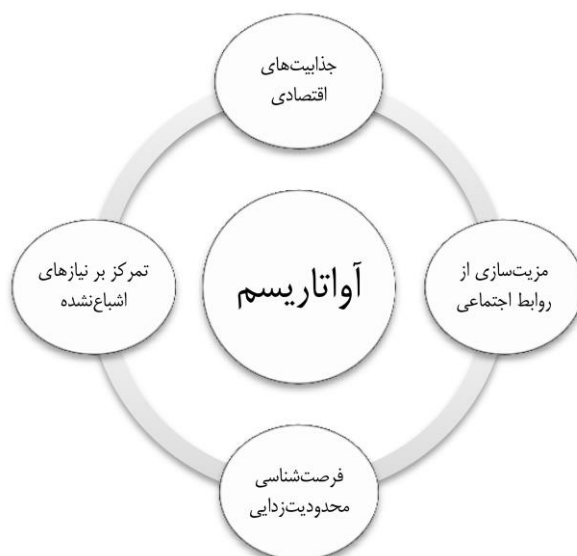 جذابیت‌های
اقتصادی
مزیت‌سازی از
روابط اجتماعی
آواتاریسم
تمرکز بر نیازهای
اشباع‌نشده
فرصت‌شناسی
محدودیت‌زدایی